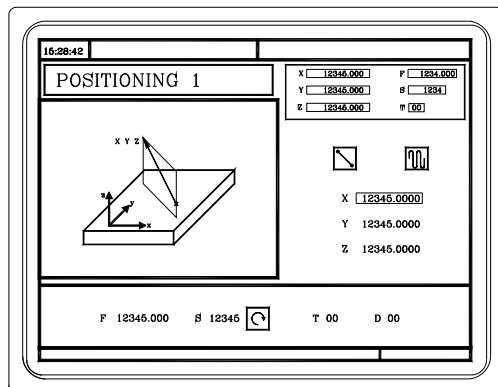 15:28:42
POSITIONING 1
X 12345.000 F 1234.000
Y 12345.000 S 1234
Z 12345.000 T 00
X Y Z
z
y
x
x
X 12345.0000
Y 12345.0000
Z 12345.0000
F 12345.000 S 12345 T 00 D 00